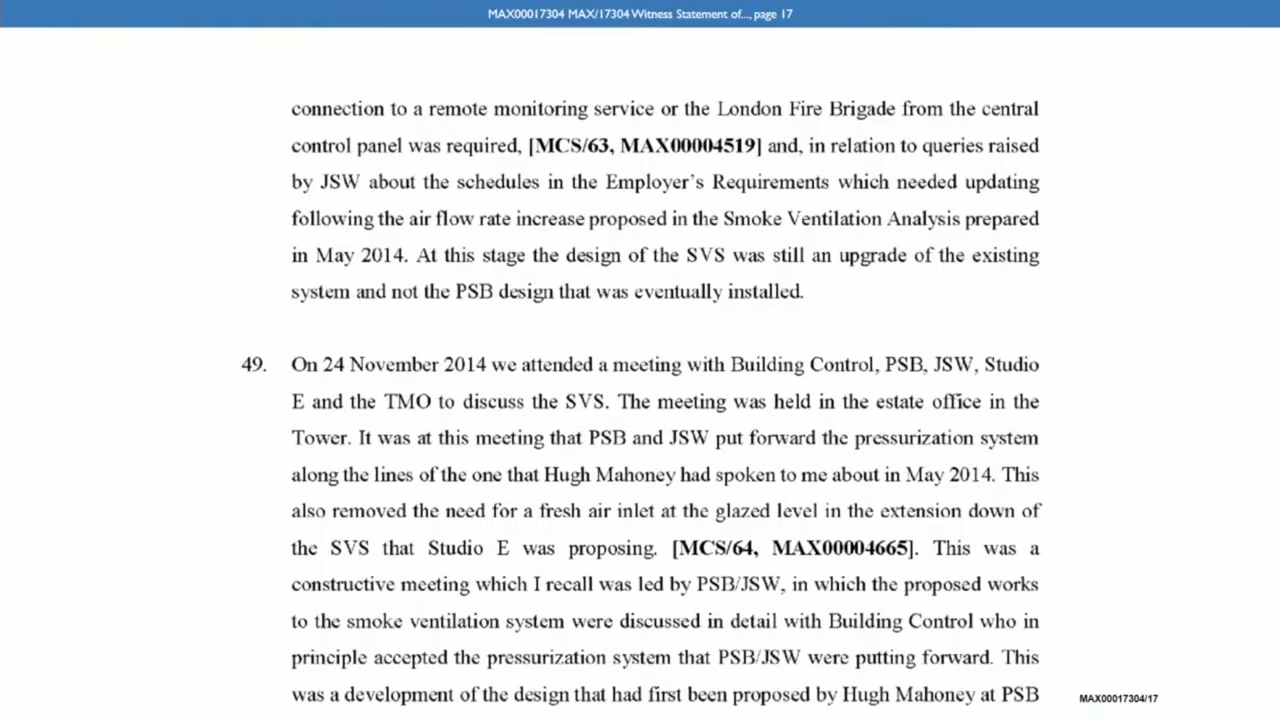 MAX00017304 MAX/17304 Witness Statement of..., page 17
connection to a remote monitoring service or the London Fire Brigade from the central
control panel was required, [MCS/63, MAX00004519] and, in relation to queries raised
by JSW about the schedules in the Employer's Requirements which needed updating
following the air flow rate increase proposed in the Smoke Ventilation Analysis prepared
in May 2014. At this stage the design of the SVS was still an upgrade of the existing
system and not the PSB design that was eventually installed.
49. On 24 November 2014 we attended a meeting with Building Control, PSB, JSW, Studio
E and the TMO to discuss the SVS. The meeting was held in the estate office in the
Tower. It was at this meeting that PSB and JSW put forward the pressurization system
along the lines of the one that Hugh Mahoney had spoken to me about in May 2014. This
also removed the need for a fresh air inlet at the glazed level in the extension down of
the SVS that Studio E was proposing. [MCS/64, MAX00004665]. This was a
constructive meeting which I recall was led by PSB/JSW, in which the proposed works
to the smoke ventilation system were discussed in detail with Building Control who in
principle accepted the pressurization system that PSB/JSW were putting forward. This
was a development of the design that had first been proposed by Hugh Mahoney at PSB
MAX00017304/17